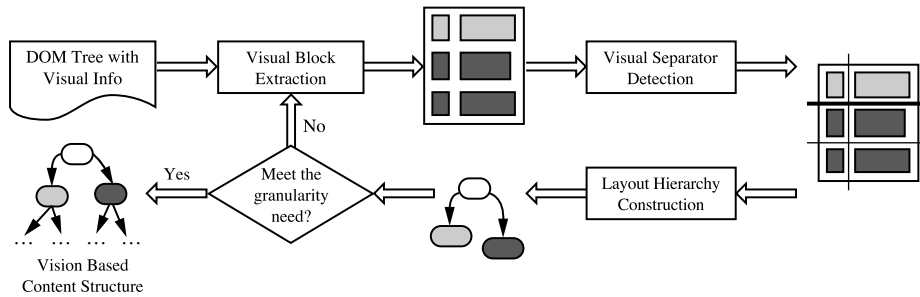 DOM Tree with
Visual Info
Visual Block
Extraction
Visual Separator
Detection
No
Yes
Meet the
granularity
need?
Layout Hierarchy
Construction
... ... ... ...
Vision Based
Content Structure